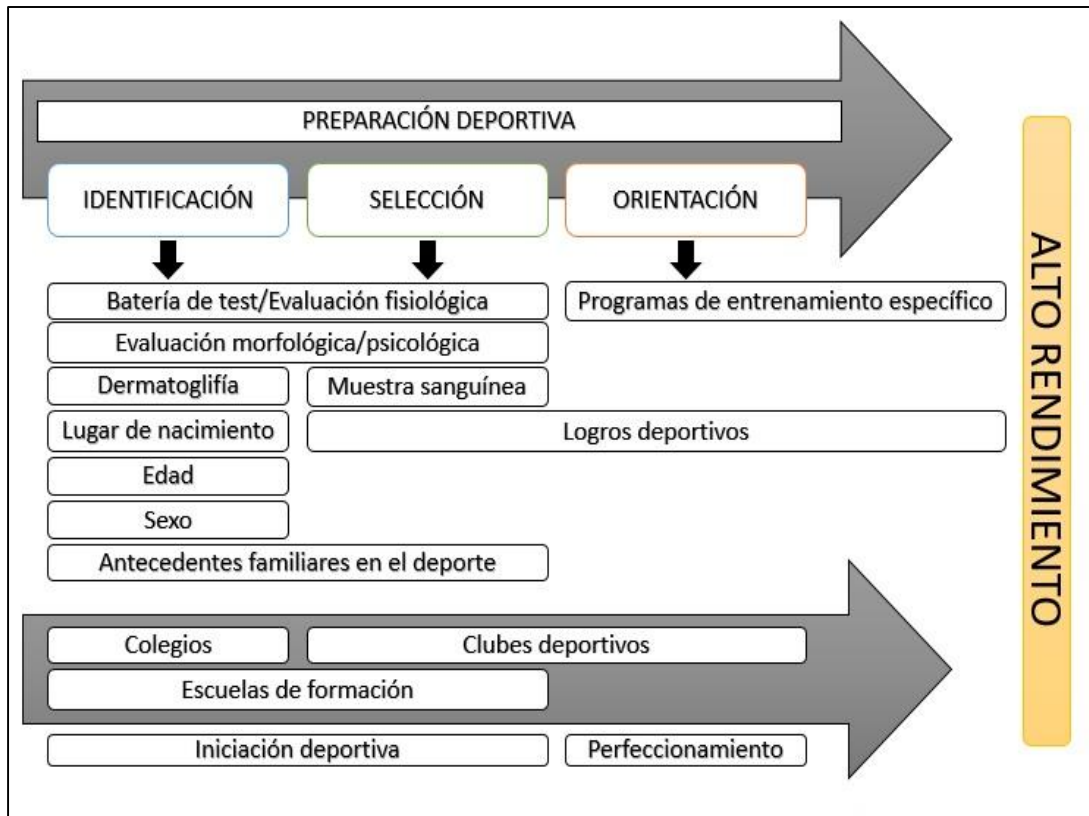 PREPARACIÓN DEPORTIVA
IDENTIFICACIÓN
SELECCIÓN
ORIENTACIÓN
Batería de test/Evaluación fisiológica
Programas de entrenamiento específico
Evaluación morfológica/psicológica
Dermatoglifía
Muestra sanguínea
Lugar de nacimiento
Logros deportivos
Edad
Sexo
Antecedentes familiares en el deporte
Colegios
Clubes deportivos
Escuelas de formación
Iniciación deportiva
Perfeccionamiento
ALTO RENDIMIENTO